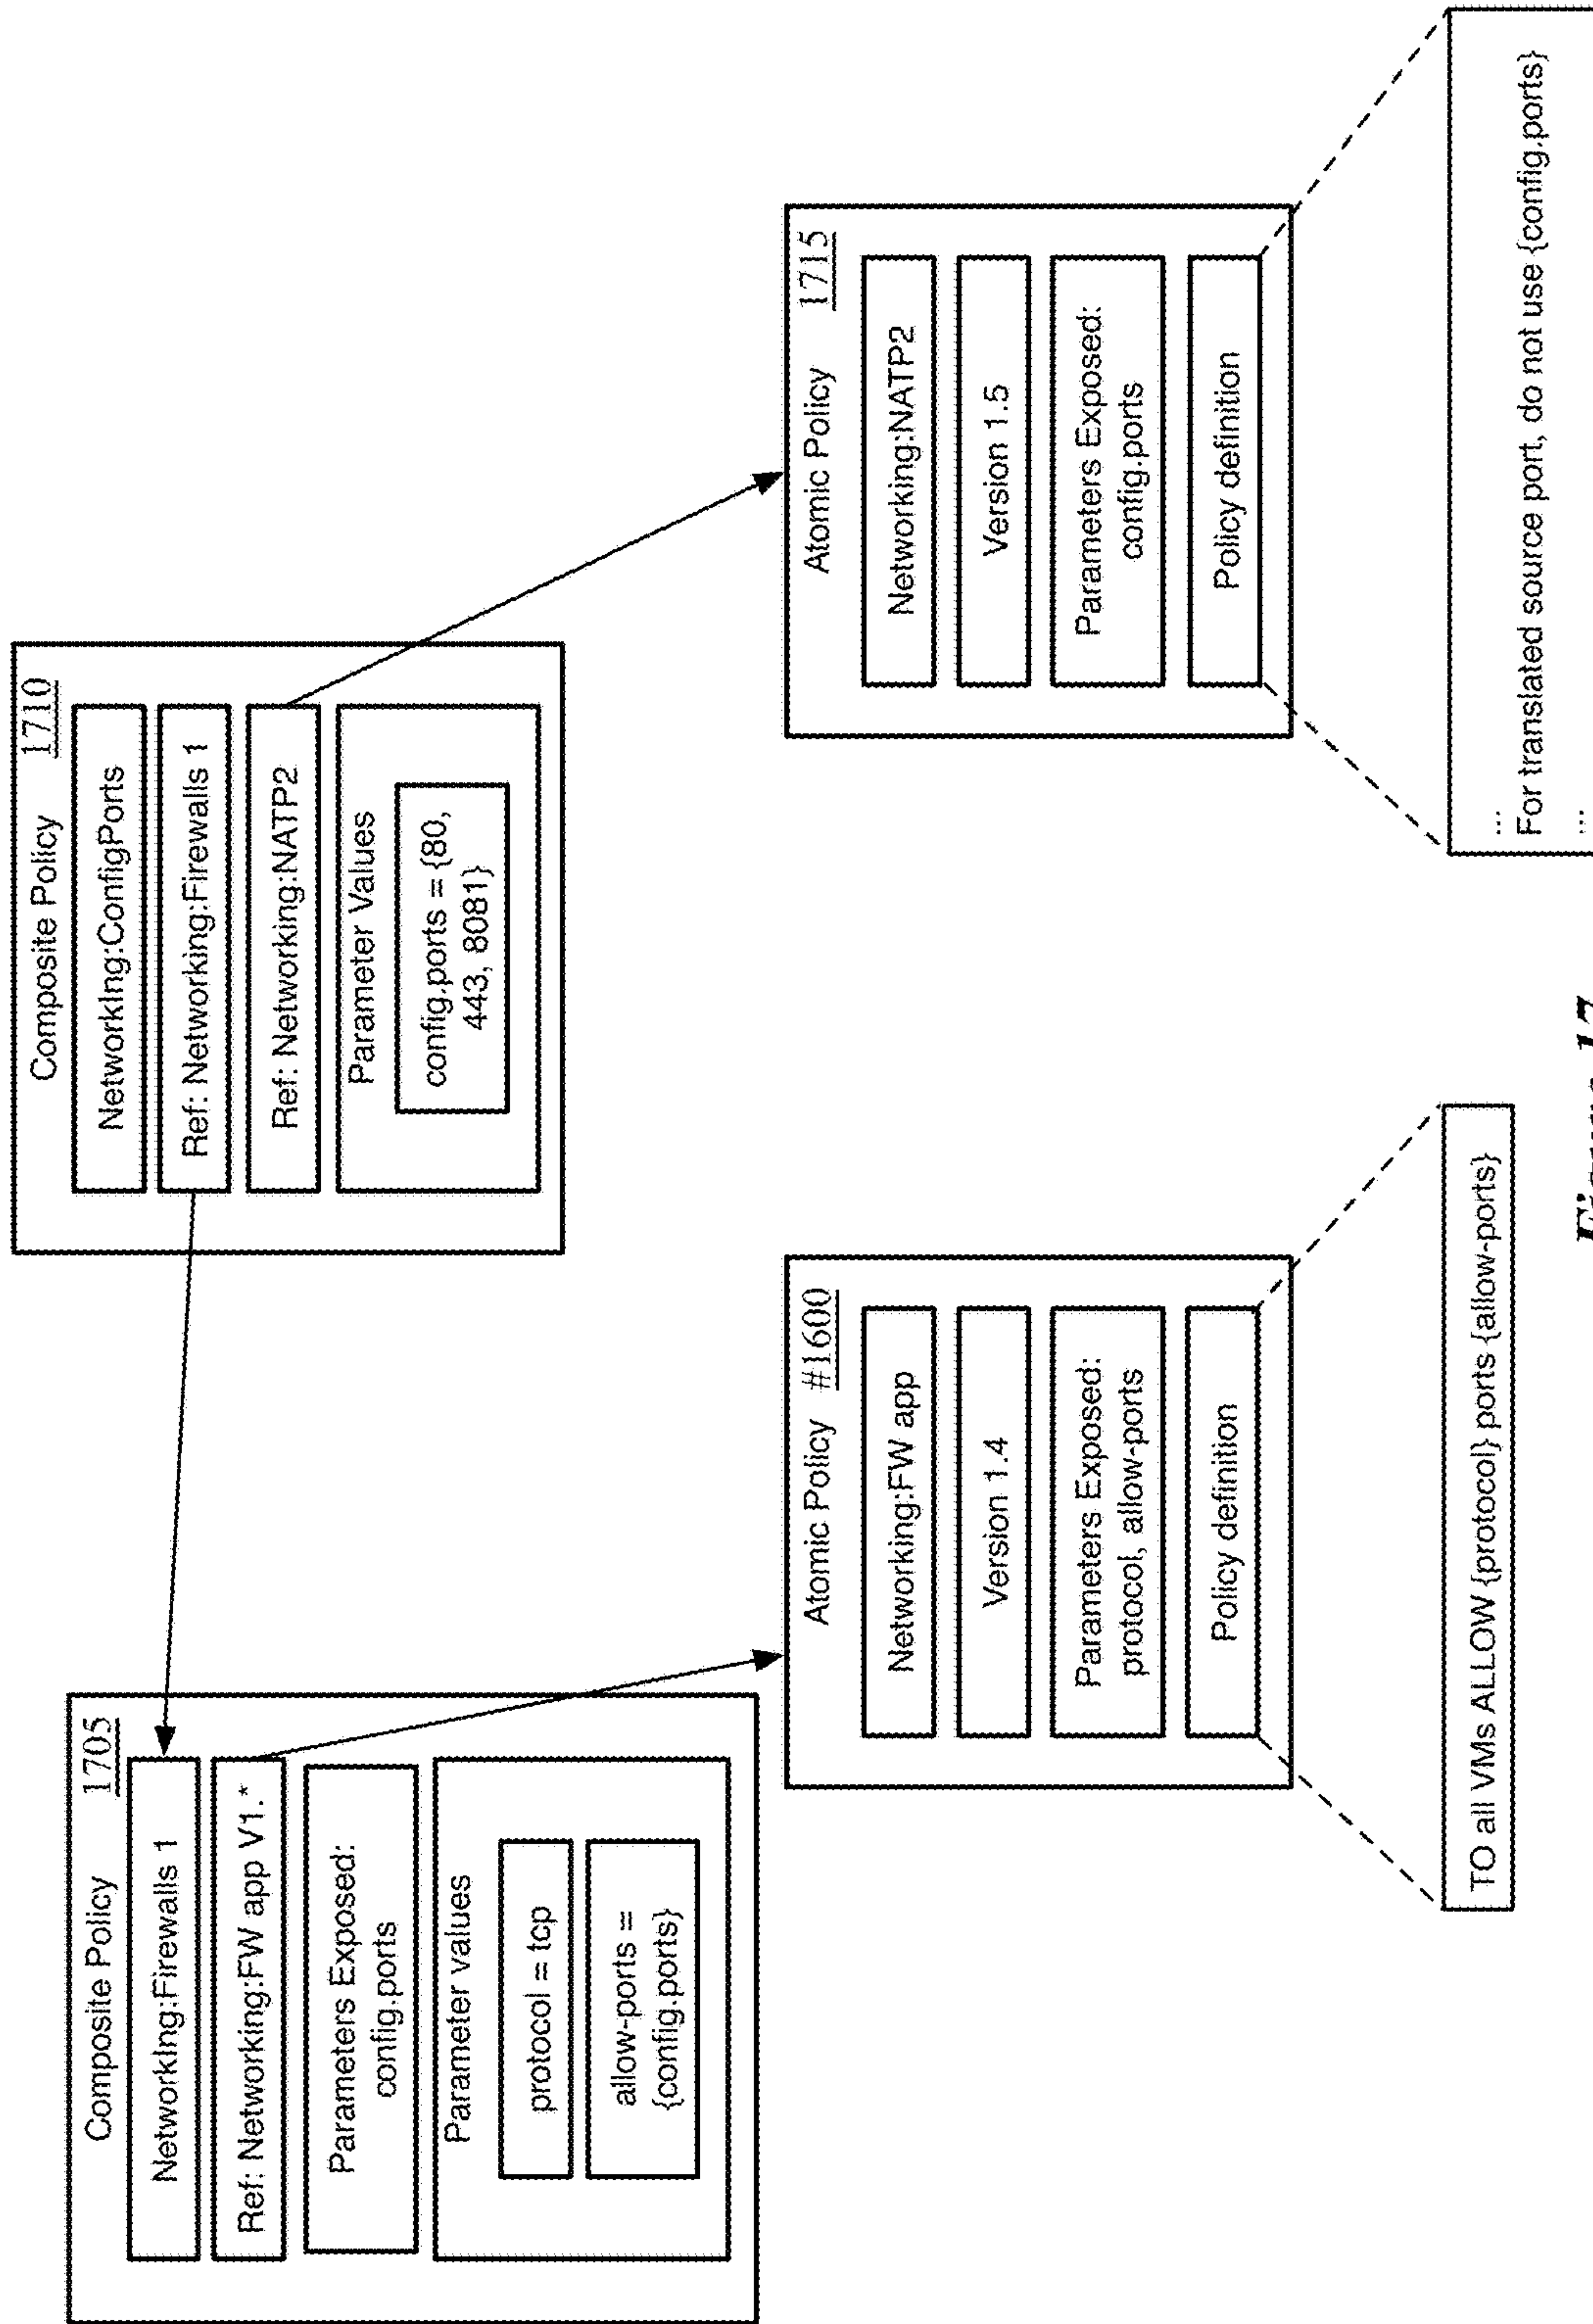 Composite Policy 1705
NetworkIng:Firewalls 1
Ref: Networking:FW app V1.*
Parameters Exposed:
config.ports
Parameter values
protocol = tcp
allow-ports =
{config.ports}
Composite Policy 1710
NetworkIng:ConfigPorts
Ref: Networking:Firewalls 1
Ref: Networking:NATP2
Parameter Values
config.ports = {80,
443, 8081}
Atomic Policy #1600
Networking:FW app
Version 1.4
Parameters Exposed:
protocol, allow-ports
Policy definition
TO all VMs ALLOW {protocol} ports {allow-ports}
Atomic Policy 1715
Networking:NATP2
Version 1.5
Parameters Exposed:
config.ports
Policy definition
...
For translated source port, do not use {config.ports}
...
Figure 17